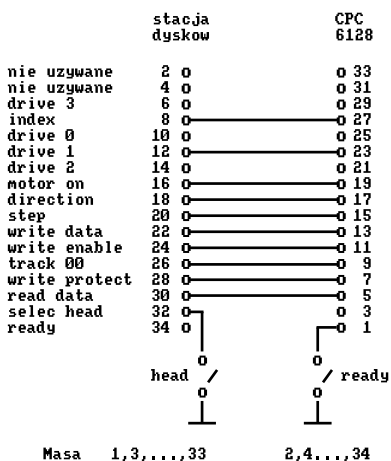 stacja CPC
dyskow 6128
nie uzywane 2 o o 33
nie uzywane 4 o o 31
drive 3 6 o o 29
index 8 o o 27
drive 0 10 o o 25
drive 1 12 o o 23
drive 2 14 o o 21
motor on 16 o o 19
direction 18 o o 17
step 20 o o 15
write data 22 o o 13
write enable 24 o o 11
track 00 26 o o 9
write protect 28 o o 7
read data 30 o o 5
selec head 32 o o 3
ready 34 o o 1
o o
head ready
o o
Masa 1,3,...,33 2,4...,34